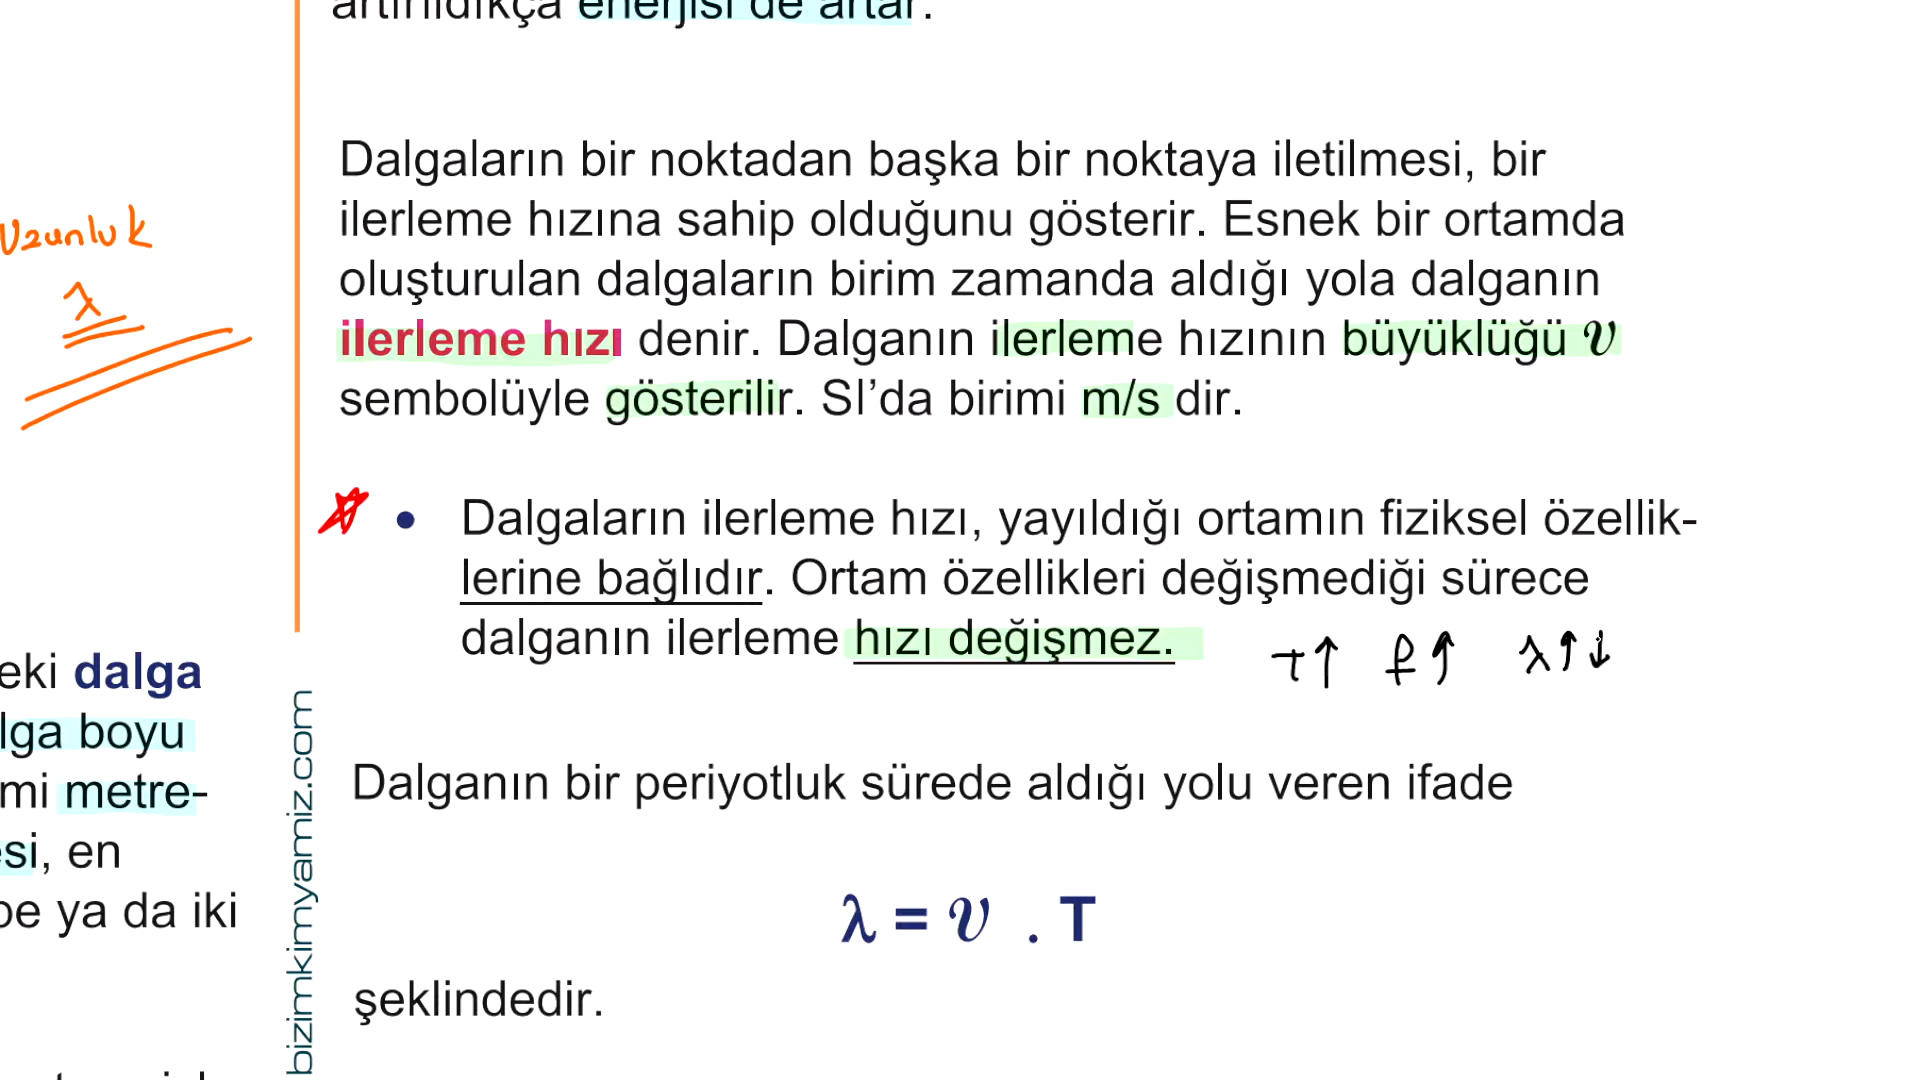 artırıldıkça enerjisi de artar.
Uzunluk
λ
eki dalga
lga boyu
mi metre-
esi, en
pe ya da iki
bizimkimyamiz.com
Dalgaların bir noktadan başka bir noktaya iletilmesi, bir
ilerleme hızına sahip olduğunu gösterir. Esnek bir ortamda
oluşturulan dalgaların birim zamanda aldığı yola dalganın
ilerleme hızı denir. Dalganın ilerleme hızının büyüklüğü 𝒱
sembolüyle gösterilir. SI’da birimi m/s dir.
• Dalgaların ilerleme hızı, yayıldığı ortamın fiziksel özellik-
lerine bağlıdır. Ortam özellikleri değişmediği sürece
dalganın ilerleme hızı değişmez.
T↑ f↑ λ↑↓
Dalganın bir periyotluk sürede aldığı yolu veren ifade
λ = 𝒱 . T
şeklindedir.